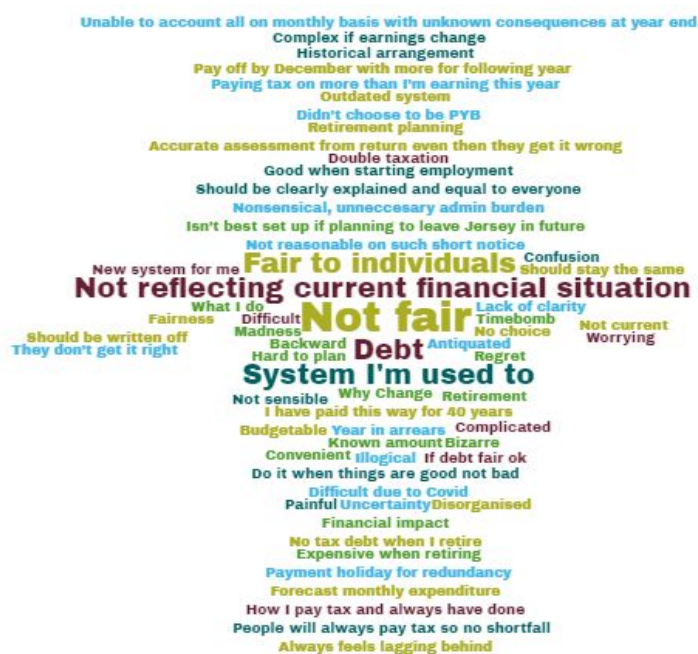 Unable to account all on monthly basis with unknown consequences at year end
Complex if earnings change
Historical arrangement
Pay off by December with more for following year
Paying tax on more than I'm earning this year
Outdated system
Didn't choose to be PYB
Retirement planning
Accurate assessment from return even then they get it wrong
Double taxation
Good when starting employment
Should be clearly explained and equal to everyone
Nonsensical, unneccesary admin burden
Isn't best set up if planning to leave Jersey in future
Not reasonable on such short notice
New system for me
Fair to individuals
Confusion
Should stay the same
Not reflecting current financial situation
What I do
Lack of clarity
Fairness
Difficult
Not fair
Timebomb
Not current
Should be written off
Madness
No choice
Worrying
They don't get it right
Backward
Debt
Antiquated
Hard to plan
Regret
System I'm used to
Not sensible
Why Change
Retirement
I have paid this way for 40 years
Budgetable
Year in arrears
Complicated
Known amount
Bizarre
Convenient
Illogical
If debt fair ok
Do it when things are good not bad
Difficult due to Covid
Painful
Uncertainty
Disorganised
Financial impact
No tax debt when I retire
Expensive when retiring
Payment holiday for redundancy
Forecast monthly expenditure
How I pay tax and always have done
People will always pay tax so no shortfall
Always feels lagging behind